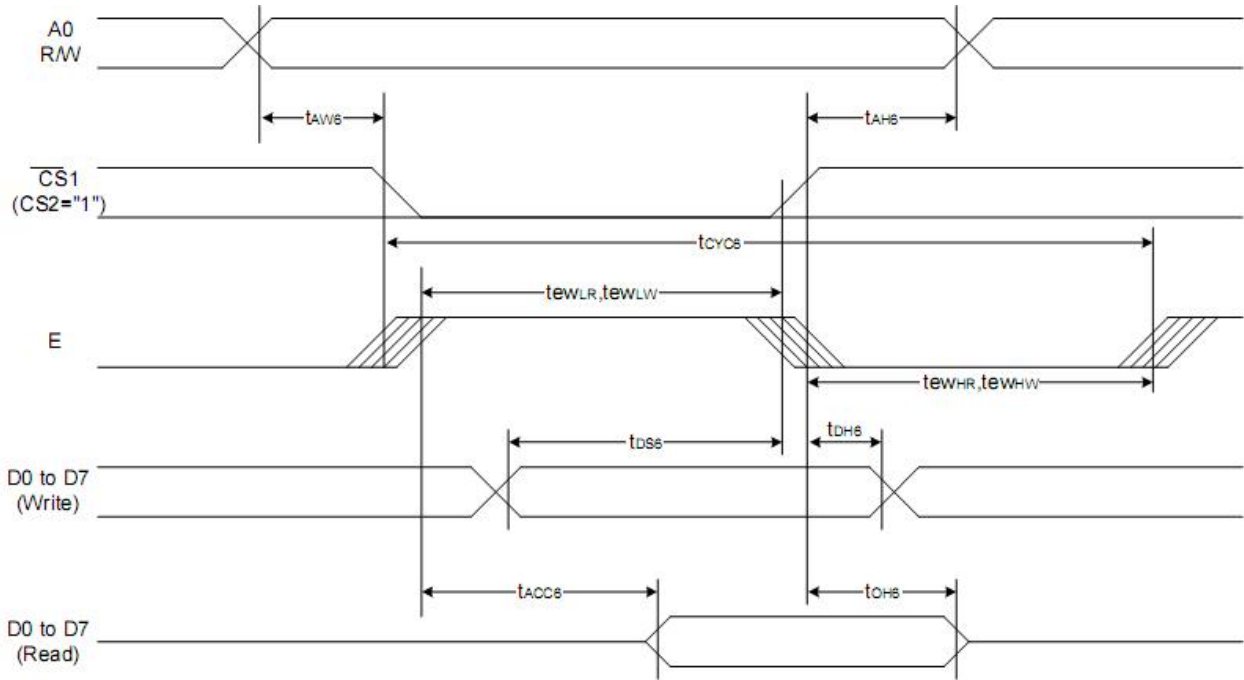 A0
R/W
tAW6
tAH6
CS1
(CS2="1")
tCYC6
tewLR,tewLW
E
tewHR,tewHW
tDS6
tDH6
D0 to D7
(Write)
tACC6
tOH6
D0 to D7
(Read)